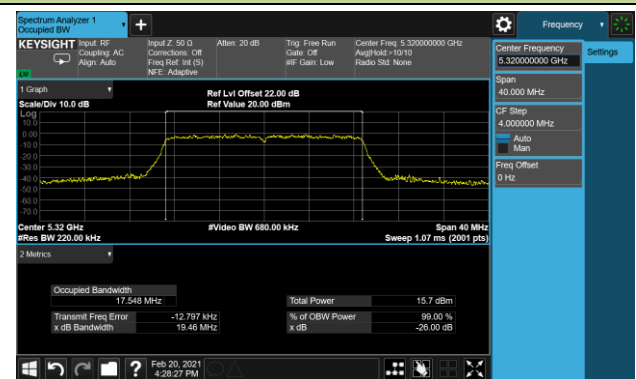 Spectrum Analyzer 1
Occupied BW
+
Frequency
KEYSIGHT
Input: RF
Coupling: AC
Align: Auto
Input Z: 50 Ω
Corrections: Off
Freq Ref: Int (S)
NFE: Adaptive
Atten: 20 dB
Trig: Free Run
Gate: Off
#IF Gain: Low
Center Freq: 5.320000000 GHz
Avg|Hold:>10/10
Radio Std: None
Center Frequency
5.320000000 GHz
Settings
Span
40.000 MHz
CF Step
4.000000 MHz
Auto
Man
Freq Offset
0 Hz
1 Graph
Scale/Div 10.0 dB
Ref Lvl Offset 22.00 dB
Ref Value 20.00 dBm
Log
10.0
0.00
-10.0
-20.0
-30.0
-40.0
-50.0
-60.0
-70.0
Center 5.32 GHz
#Res BW 220.00 kHz
#Video BW 680.00 kHz
Span 40 MHz
Sweep 1.07 ms (2001 pts)
2 Metrics
Occupied Bandwidth
17.548 MHz
Transmit Freq Error -12.797 kHz
x dB Bandwidth 19.46 MHz
Total Power 15.7 dBm
% of OBW Power 99.00 %
x dB -26.00 dB
?
Feb 20, 2021
4:28:27 PM